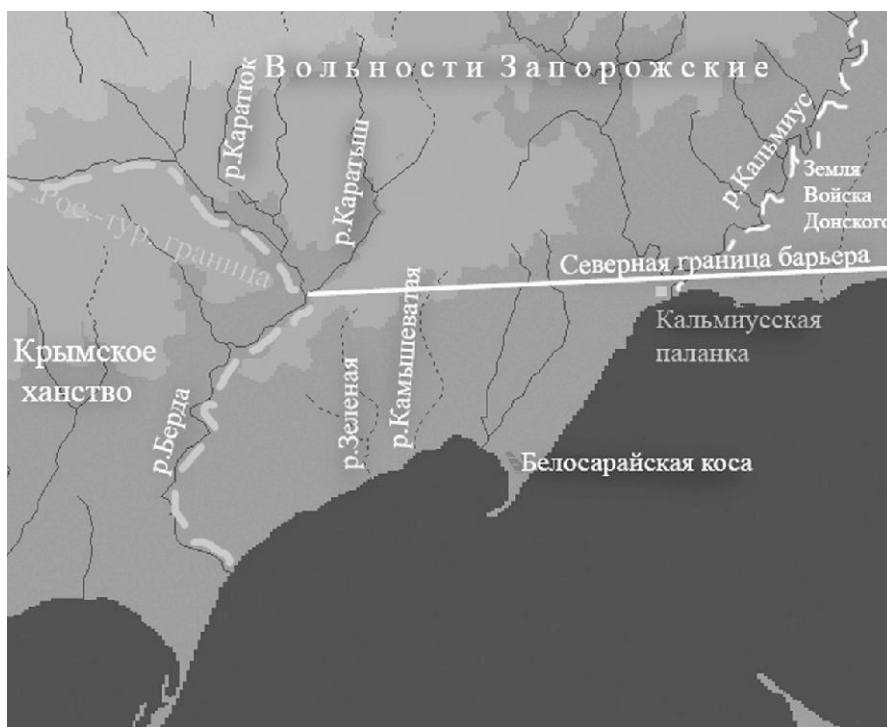 Вольности Запорожские
р.Каратюк
р.Каратыш
р.Кальмиус
Земля
Войска
Донского
Рос.-тур. граница
Северная граница барьера
Кальмиусская
паланка
Крымское
ханство
р.Берда
р.Зеленая
р.Камышеватая
Белосарайская коса